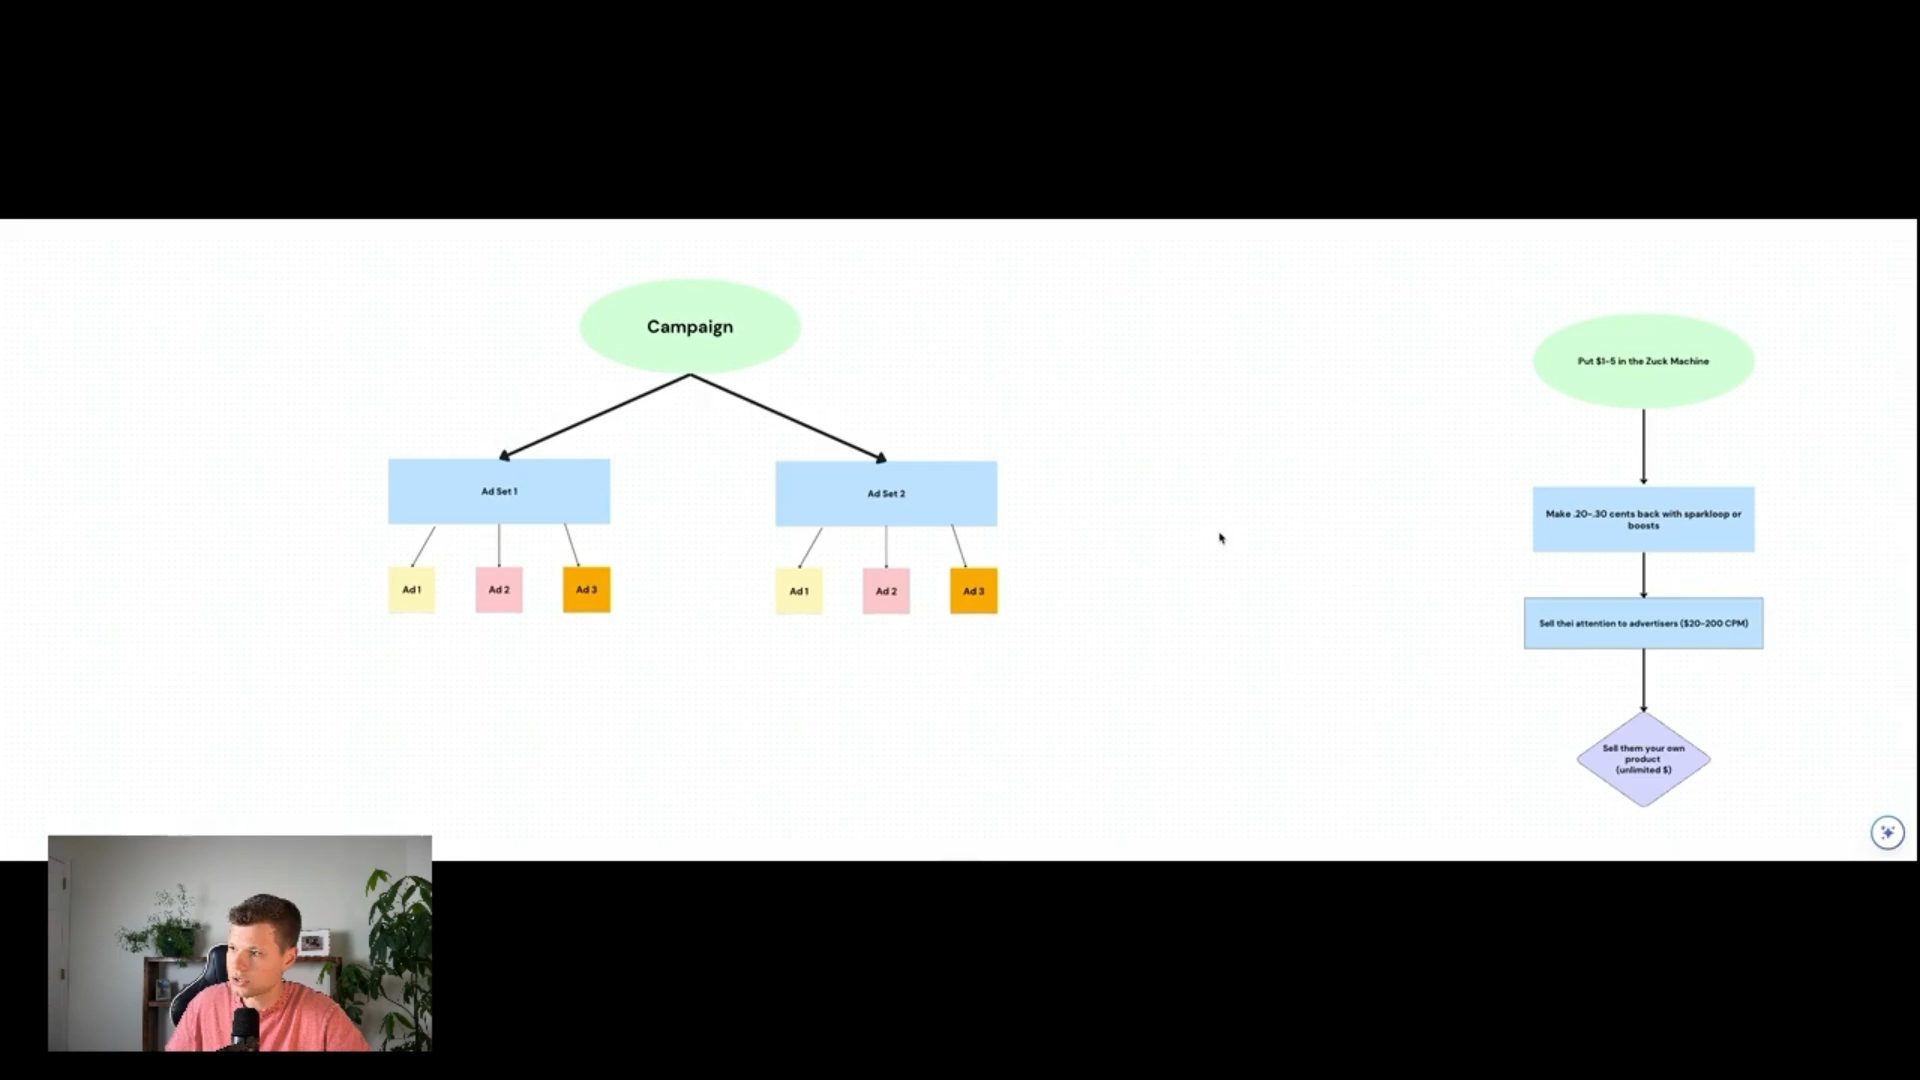 Campaign
Ad Set 1
Ad Set 2
Ad 1
Ad 2
Ad 3
Ad 1
Ad 2
Ad 3
Put $1-5 in the Zuck Machine
Make .20-.30 cents back with sparkloop or
boosts
Sell thei attention to advertisers ($20-200 CPM)
Sell them your own
product
(unlimited $)